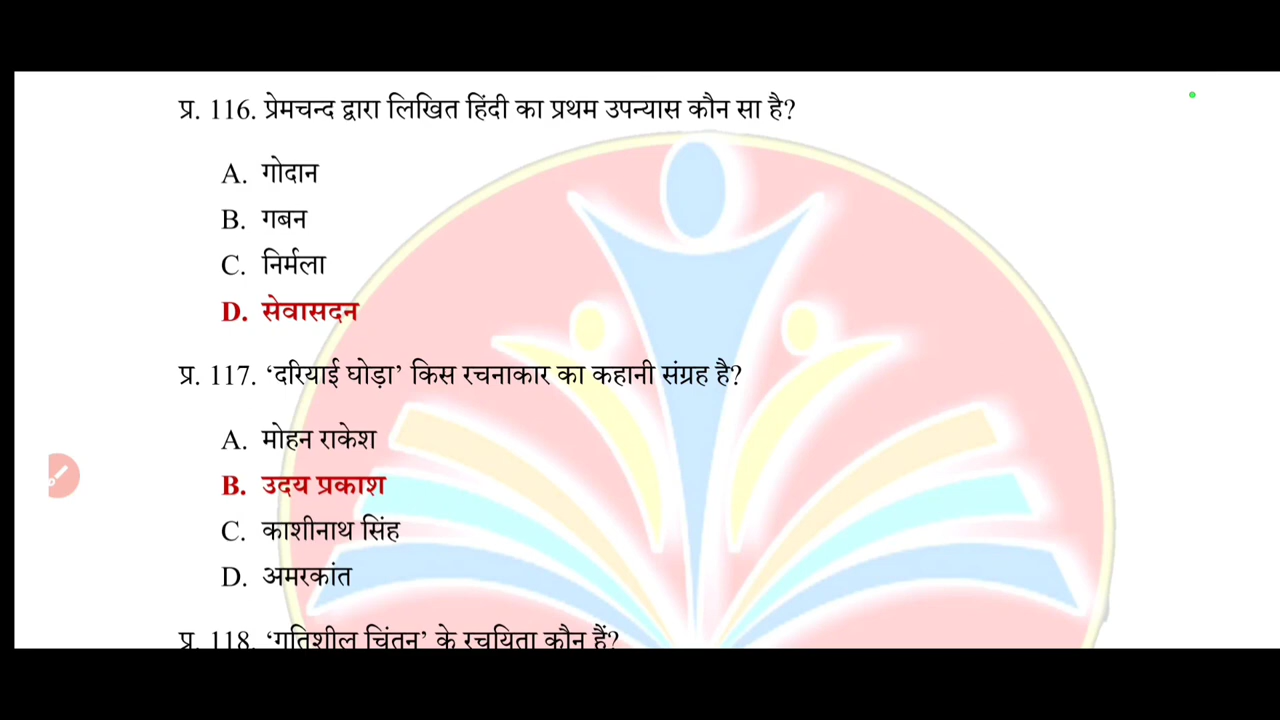 प्र. 116. प्रेमचन्द द्वारा लिखित हिंदी का प्रथम उपन्यास कौन सा है?
A. गोदान
B. गबन
C. निर्मला
D. सेवासदन
प्र. 117. ‘दरियाई घोड़ा’ किस रचनाकार का कहानी संग्रह है?
A. मोहन राकेश
B. उदय प्रकाश
C. काशीनाथ सिंह
D. अमरकांत
प्र. 118. ‘गतिशील चिंतन’ के रचयिता कौन हैं?